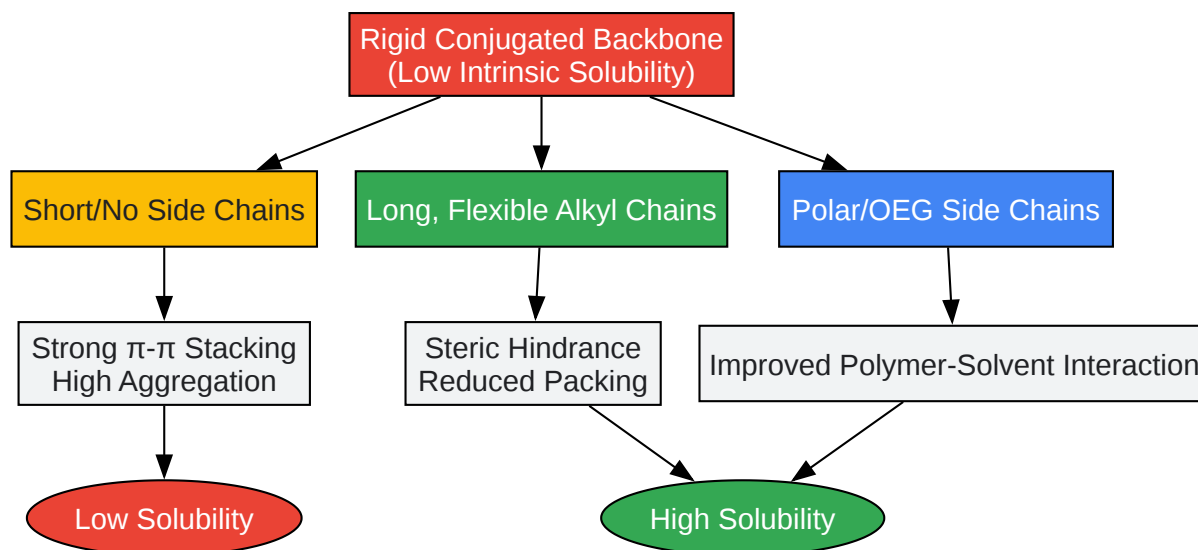 Rigid Conjugated Backbone
(Low Intrinsic Solubility)
Short/No Side Chains
Long, Flexible Alkyl Chains
Polar/OEG Side Chains
Strong π-π Stacking
High Aggregation
Steric Hindrance
Reduced Packing
Improved Polymer-Solvent Interaction
Low Solubility
High Solubility